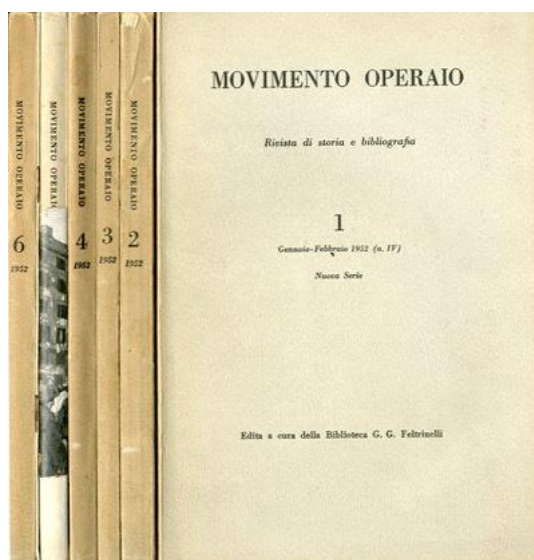 MOVIMENTO OPERAIO
6
1952
MOVIMENTO OPERAIO
MOVIMENTO OPERAIO
4
1952
MOVIMENTO OPERAIO
3
1952
MOVIMENTO OPERAIO
2
1952
MOVIMENTO OPERAIO
Rivista di storia e bibliografia
1
Gennaio-Febbraio 1952 (a. IV)
Nuova Serie
Edita a cura della Biblioteca G. G. Feltrinelli